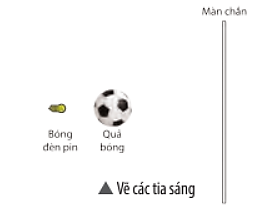 Màn chắn
Bóng
đèn pin
Quả
bóng
▲ Vẽ các tia sáng